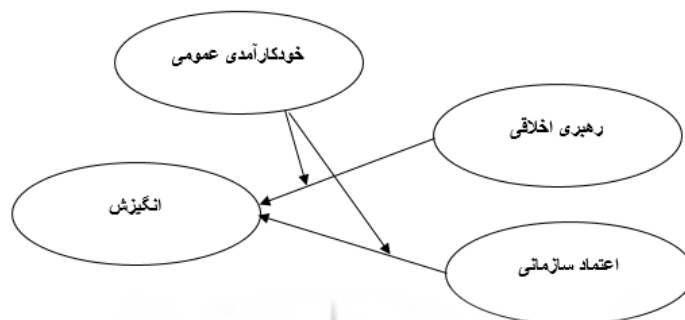 خودکارآمدی عمومی
رهبری اخلاقی
انگیزش
اعتماد سازمانی